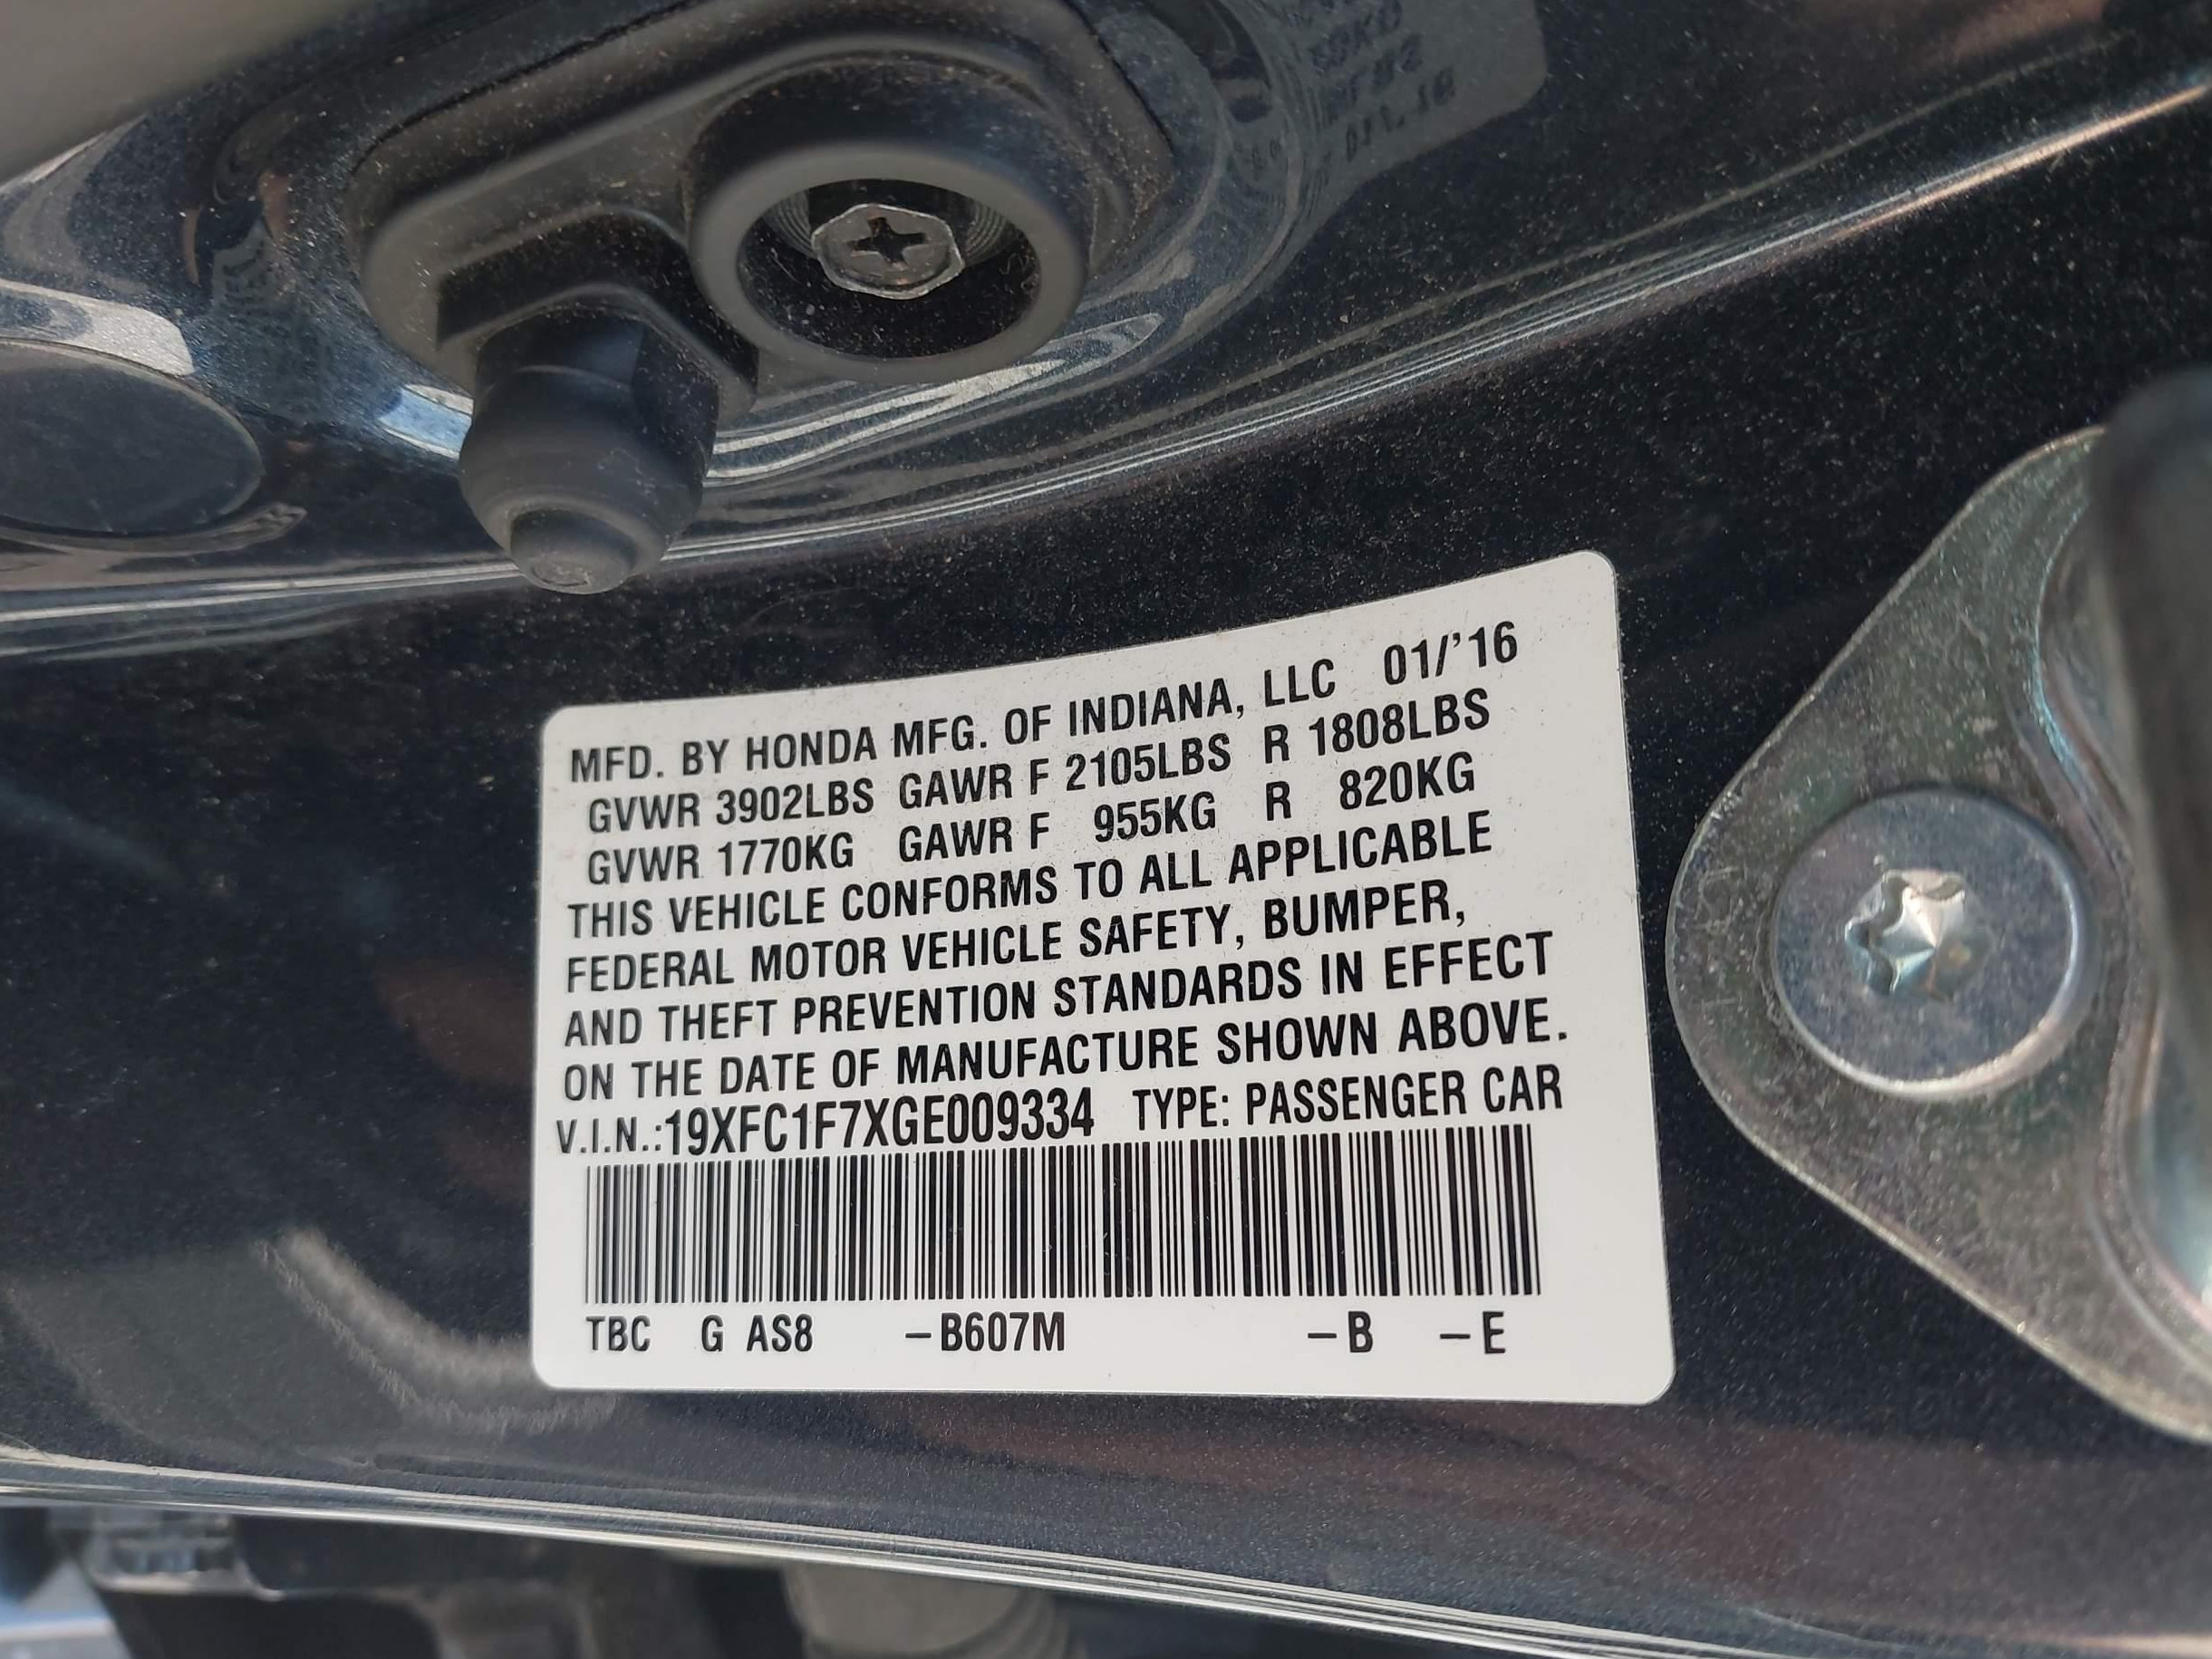 MFD. BY HONDA MFG. OF INDIANA, LLC 01/'16
GVWR 3902LBS GAWR F 2105LBS R 1808LBS
GVWR 1770KG GAWR F 955KG R 820KG
THIS VEHICLE CONFORMS TO ALL APPLICABLE
FEDERAL MOTOR VEHICLE SAFETY, BUMPER,
AND THEFT PREVENTION STANDARDS IN EFFECT
ON THE DATE OF MANUFACTURE SHOWN ABOVE.
V.I.N.:19XFC1F7XGE009334 TYPE: PASSENGER CAR
TBC G AS8 –B607M –B –E